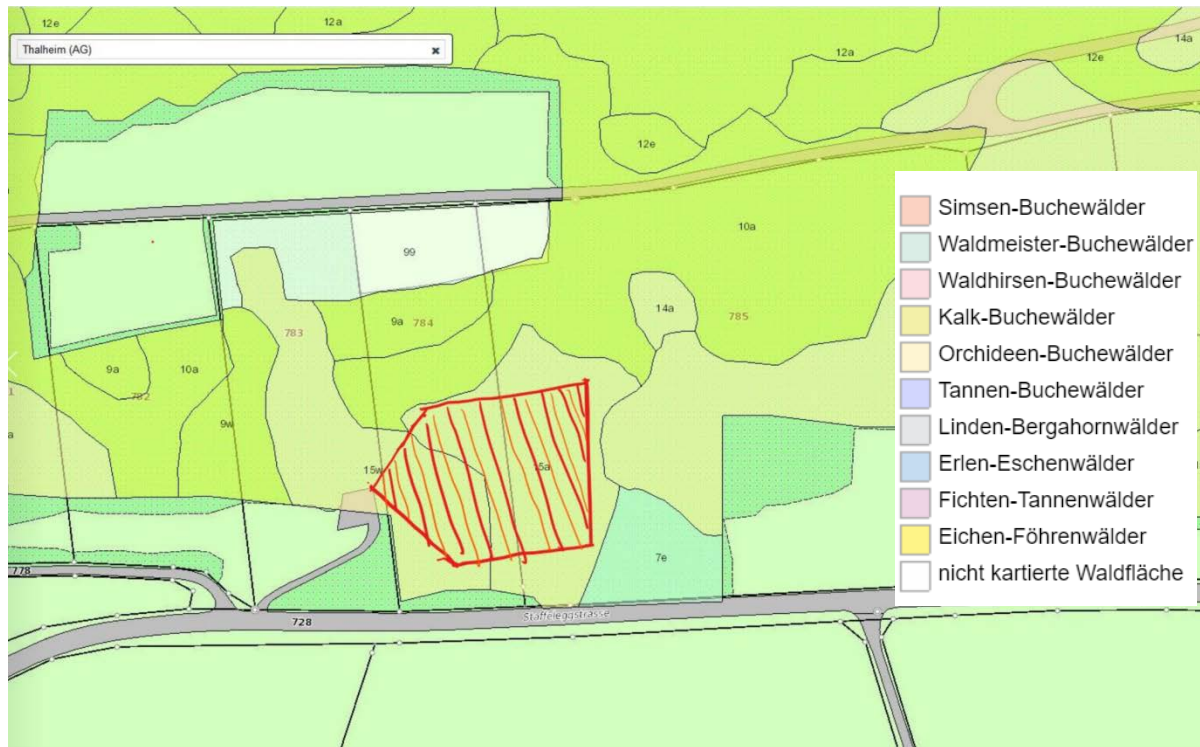 12e
12a
Thalheim (AG)
12a
12e
14a
12e
Simsen-Buchewälder
Waldmeister-Buchewälder
Waldhirsen-Buchewälder
Kalk-Buchewälder
Orchideen-Buchewälder
Tannen-Buchewälder
Linden-Bergahornwälder
Erlen-Eschenwälder
Fichten-Tannenwälder
Eichen-Föhrenwälder
nicht kartierte Waldfläche
10a
99
14a
785
9a 784
783
9a
10a
782
1
9w
a
15w
7e
778
728
Staffeleggstrasse